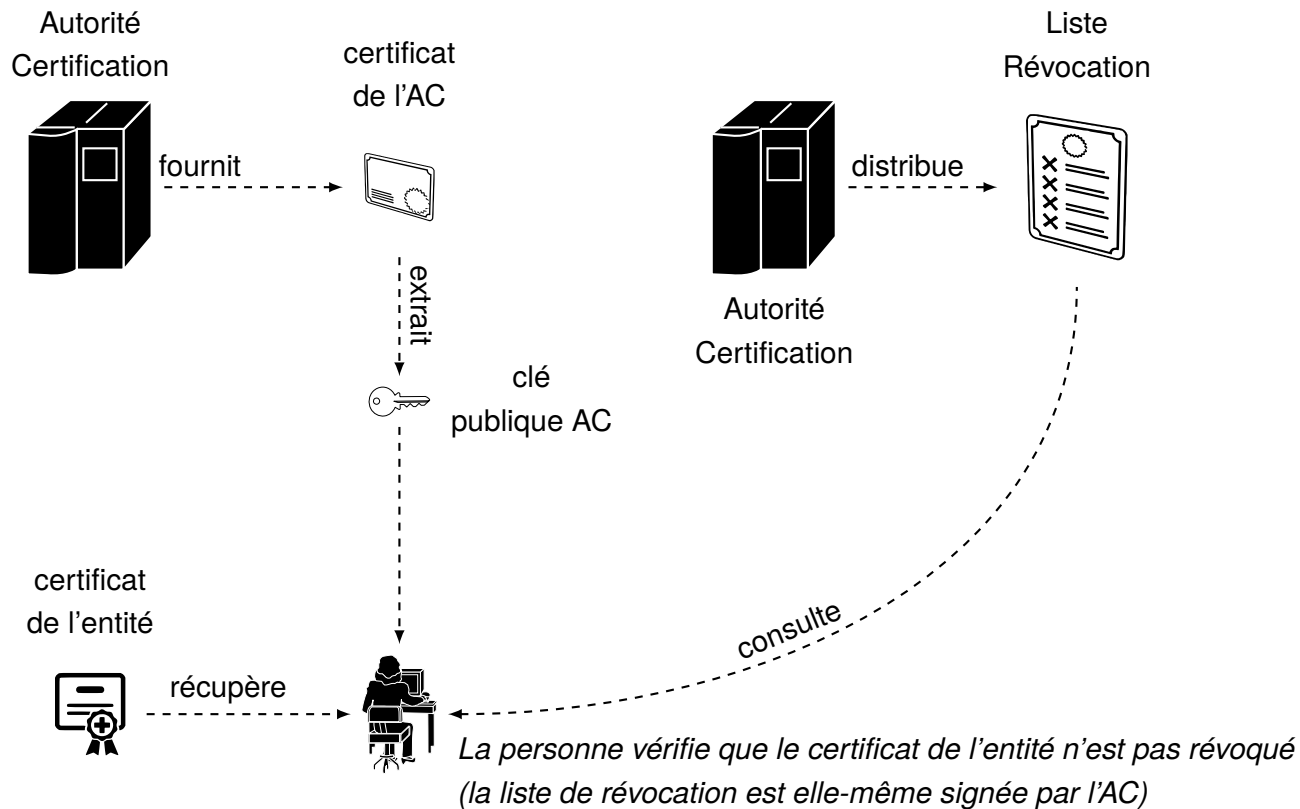 Autorité
Certification
certificat
de l'AC
Liste
Révocation
fournit
distribue
extrait
Autorité
Certification
clé
publique AC
certificat
de l'entité
consulte
récupère
La personne vérifie que le certificat de l'entité n'est pas révoqué
(la liste de révocation est elle-même signée par l'AC)